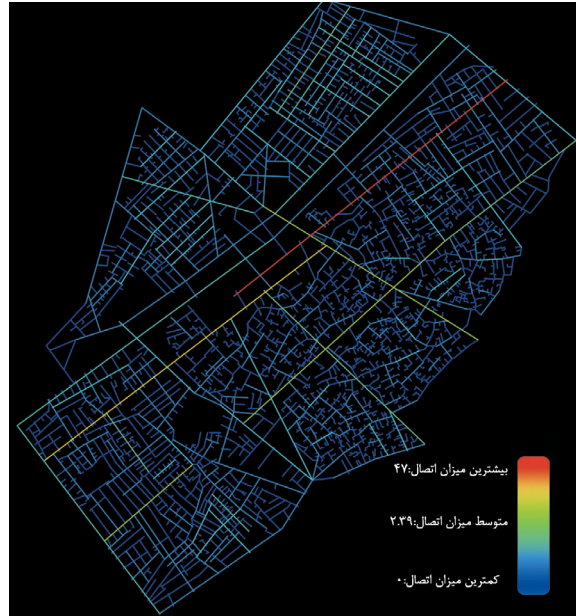 بیشترین میزان اتصال:۴۷
متوسط میزان اتصال:۲.۳۹
کمترین میزان اتصال:۰